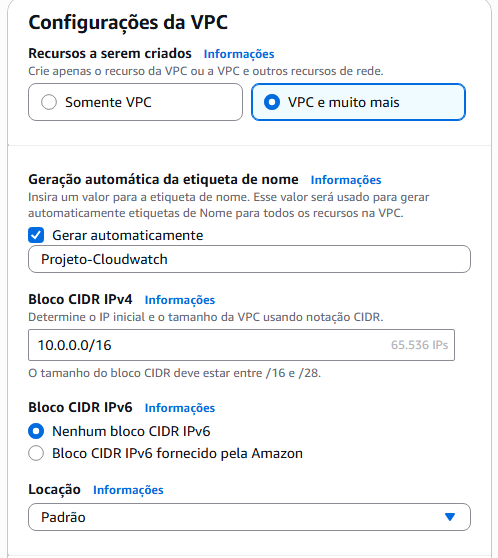 Configurações da VPC
Recursos a serem criados Informações
Crie apenas o recurso da VPC ou a VPC e outros recursos de rede.
Somente VPC
VPC e muito mais
Geração automática da etiqueta de nome Informações
Insira um valor para a etiqueta de nome. Esse valor será usado para gerar
automaticamente etiquetas de Nome para todos os recursos na VPC.
Gerar automaticamente
Projeto-Cloudwatch
Bloco CIDR IPv4 Informações
Determine o IP inicial e o tamanho da VPC usando notação CIDR.
10.0.0.0/16 65.536 IPs
O tamanho do bloco CIDR deve estar entre /16 e /28.
Bloco CIDR IPv6 Informações
Nenhum bloco CIDR IPv6
Bloco CIDR IPv6 fornecido pela Amazon
Locação Informações
Padrão